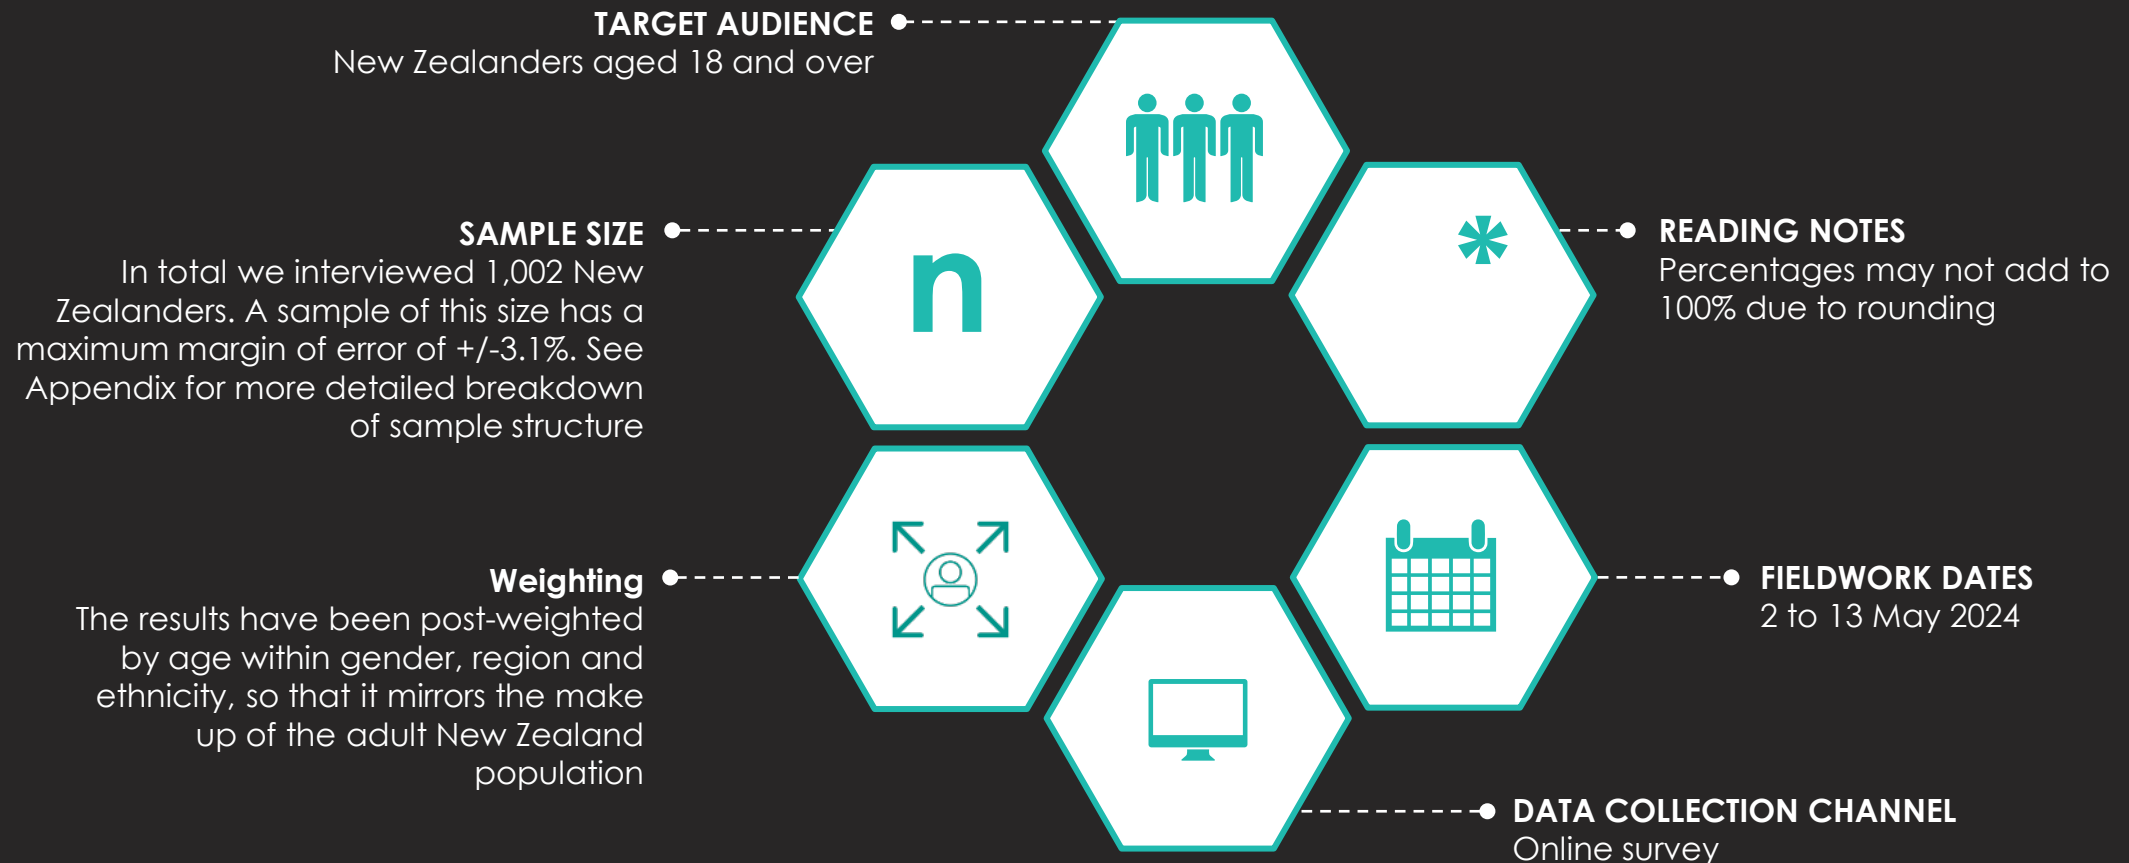 TARGET AUDIENCE
New Zealanders aged 18 and over
SAMPLE SIZE
In total we interviewed 1,002 New
Zealanders. A sample of this size has a
maximum margin of error of +/-3.1%. See
Appendix for more detailed breakdown
of sample structure
n
*
READING NOTES
Percentages may not add to
100% due to rounding
Weighting
The results have been post-weighted
by age within gender, region and
ethnicity, so that it mirrors the make
up of the adult New Zealand
population
FIELDWORK DATES
2 to 13 May 2024
DATA COLLECTION CHANNEL
Online survey